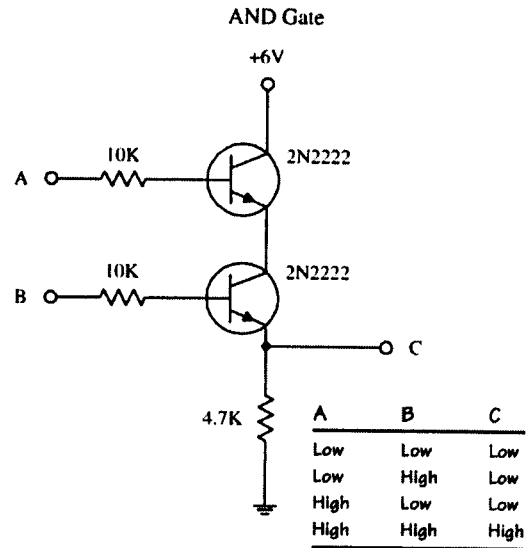 AND Gate
+6V
10K
2N2222
A
10K
2N2222
B
C
4.7K
A B C
Low Low Low
Low High Low
High Low Low
High High High